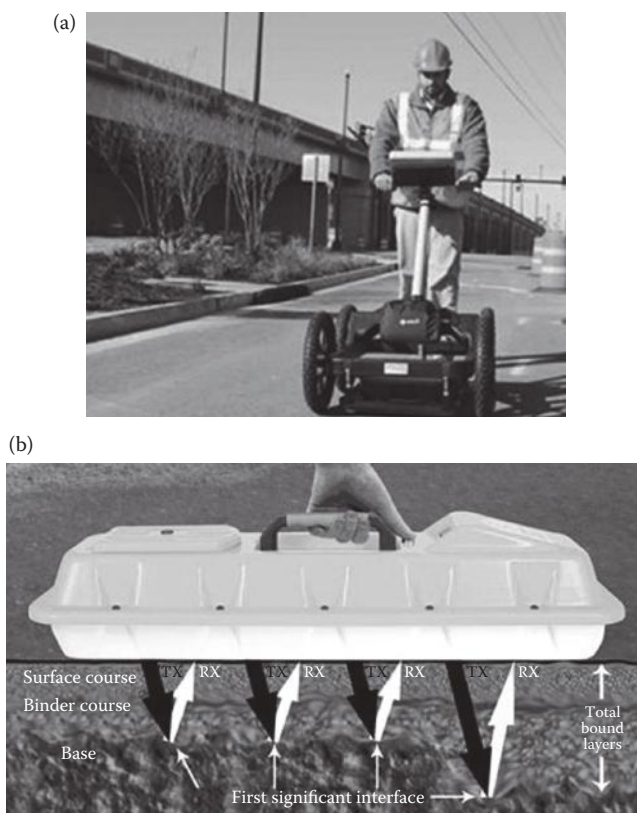 (a)
(b)
TX RX TX RX TX RX TX RX
Surface course
Binder course
Base
Total
bound
layers
First significant interface